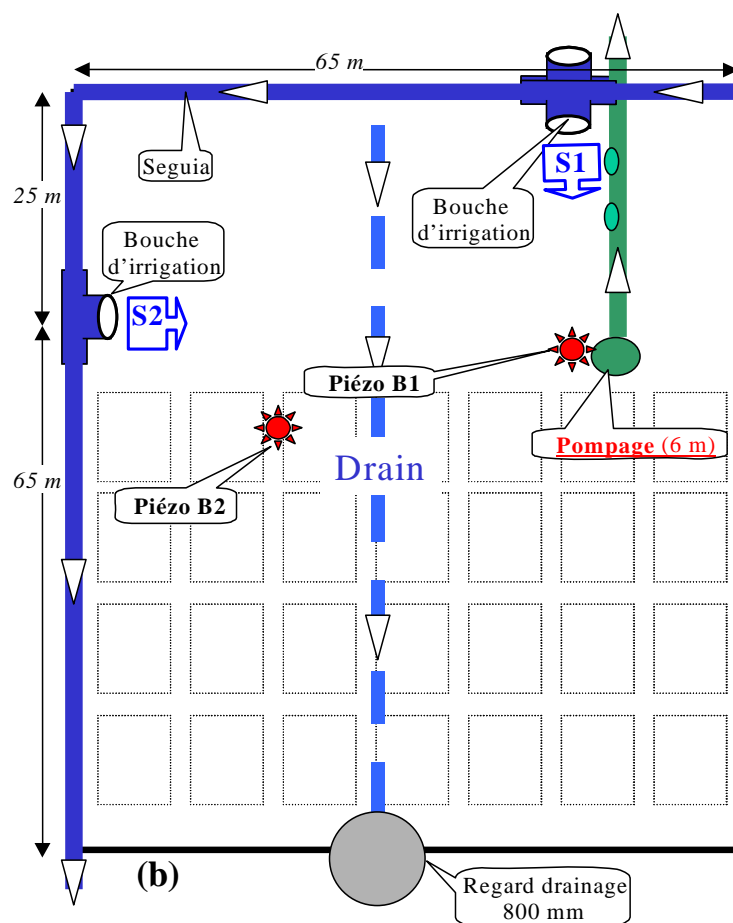 65 m
Seguia
S1
25 m
Bouche
d'irrigation
Bouche
d'irrigation
S2
Piézo B1
Pompage (6 m)
Drain
65 m
Piézo B2
(b)
Regard drainage
800 mm